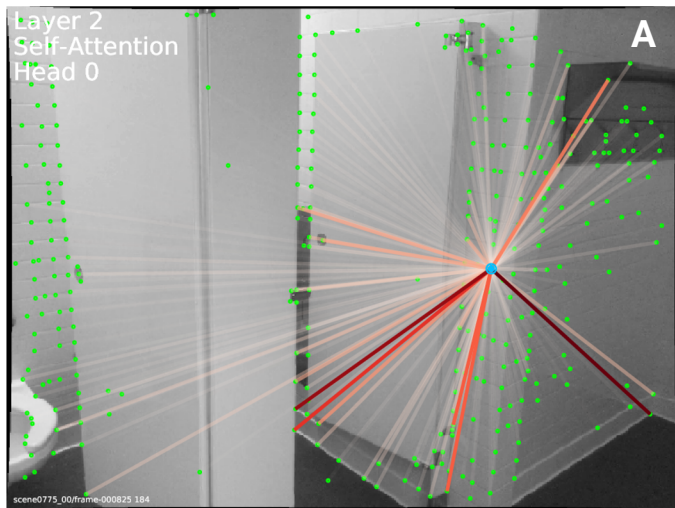 Layer 2
Self-Attention
Head 0
A
scene0775_00/frame-000825 184